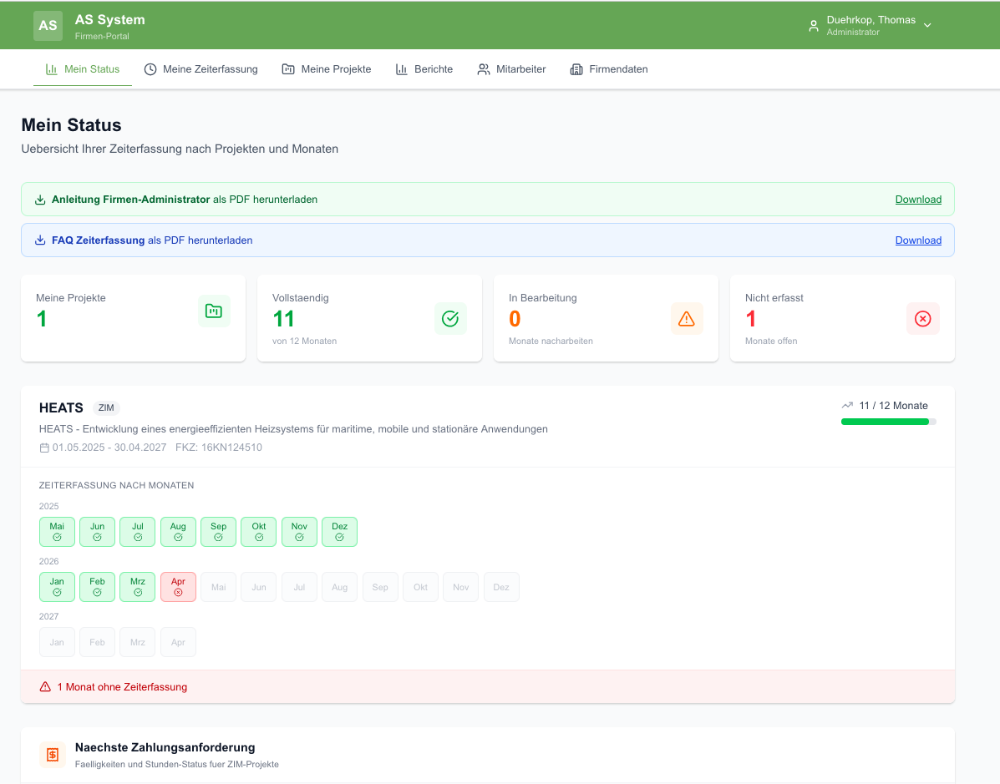 AS
AS System
Firmen-Portal
Duehrkop, Thomas
Administrator
Mein Status
Meine Zeiterfassung
Meine Projekte
Berichte
Mitarbeiter
Firmendaten
Mein Status
Uebersicht Ihrer Zeiterfassung nach Projekten und Monaten
Anleitung Firmen-Administrator als PDF herunterladen
Download
FAQ Zeiterfassung als PDF herunterladen
Download
Meine Projekte
1
Vollstaendig
11
von 12 Monaten
In Bearbeitung
0
Monate nacharbeiten
Nicht erfasst
1
Monate offen
HEATS ZIM
11 / 12 Monate
HEATS - Entwicklung eines energieeffizienten Heizsystems für maritime, mobile und stationäre Anwendungen
01.05.2025 - 30.04.2027 FKZ: 16KN124510
ZEITERFASSUNG NACH MONATEN
2025
Mai Jun Jul Aug Sep Okt Nov Dez
2026
Jan Feb Mrz Apr Mai Jun Jul Aug Sep Okt Nov Dez
2027
Jan Feb Mrz Apr
1 Monat ohne Zeiterfassung
Naechste Zahlungsanforderung
Faelligkeiten und Stunden-Status fuer ZIM-Projekte